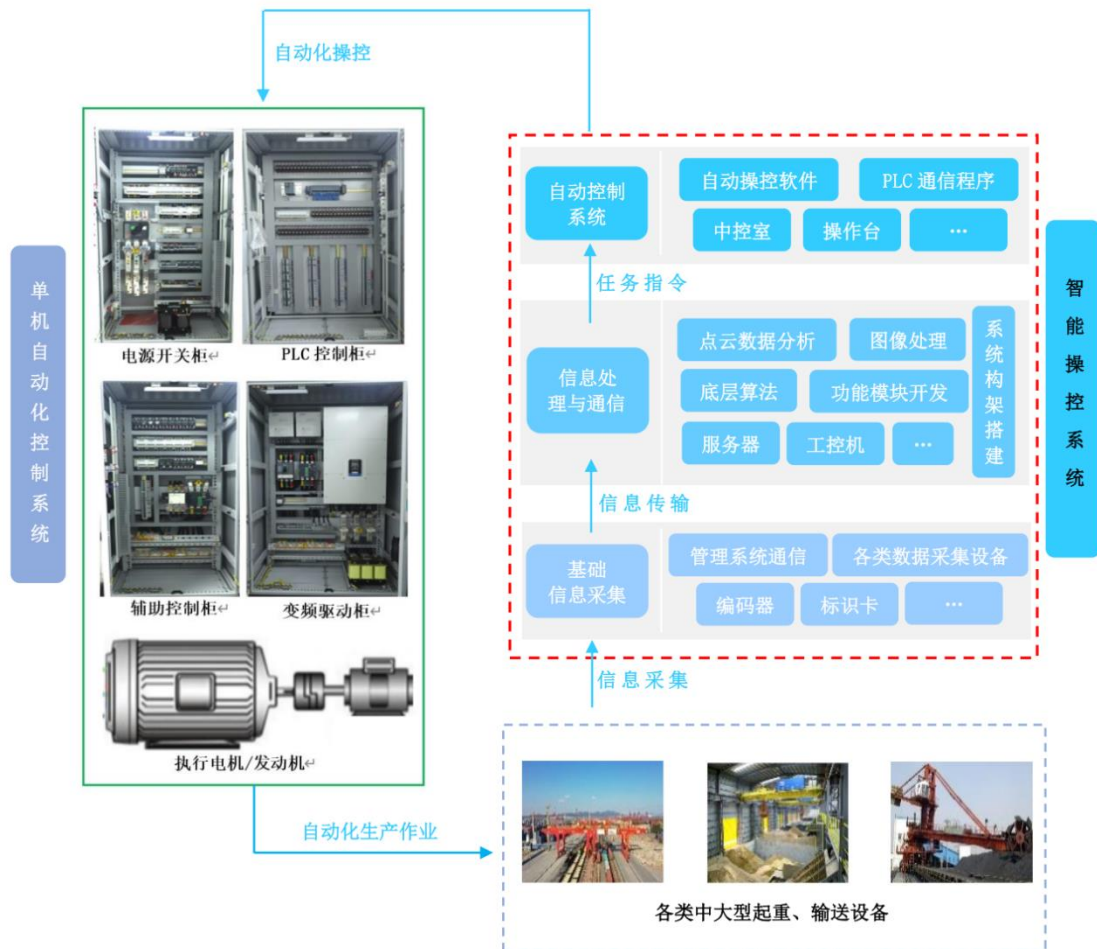 自动化操控
单机自动化控制系统
电源开关柜↵
PLC 控制柜↵
辅助控制柜↵
变频驱动柜↵
执行电机/发动机↵
自动化生产作业
自动控制
系统
自动操控软件
PLC 通信程序
中控室
操作台
…
任务指令
信息处
理与通信
点云数据分析
图像处理
底层算法
功能模块开发
服务器
工控机
…
系统构架搭建
信息传输
基础
信息采集
管理系统通信
各类数据采集设备
编码器
标识卡
…
信息采集
智能操控系统
各类中大型起重、输送设备